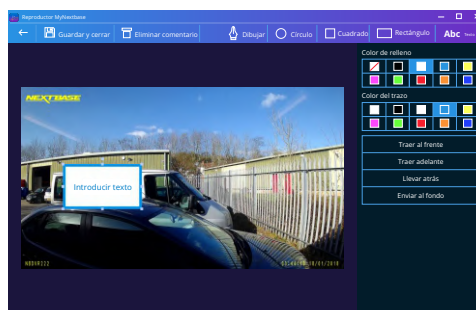 Reproductor MyNextbase
Guardar y cerrar
Eliminar comentario
Dibujar
Círculo
Cuadrado
Rectángulo
Abc Texto
Color de relleno
Color del trazo
Traer al frente
Traer adelante
Llevar atrás
Enviar al fondo
NEXTBASE
Introducir texto